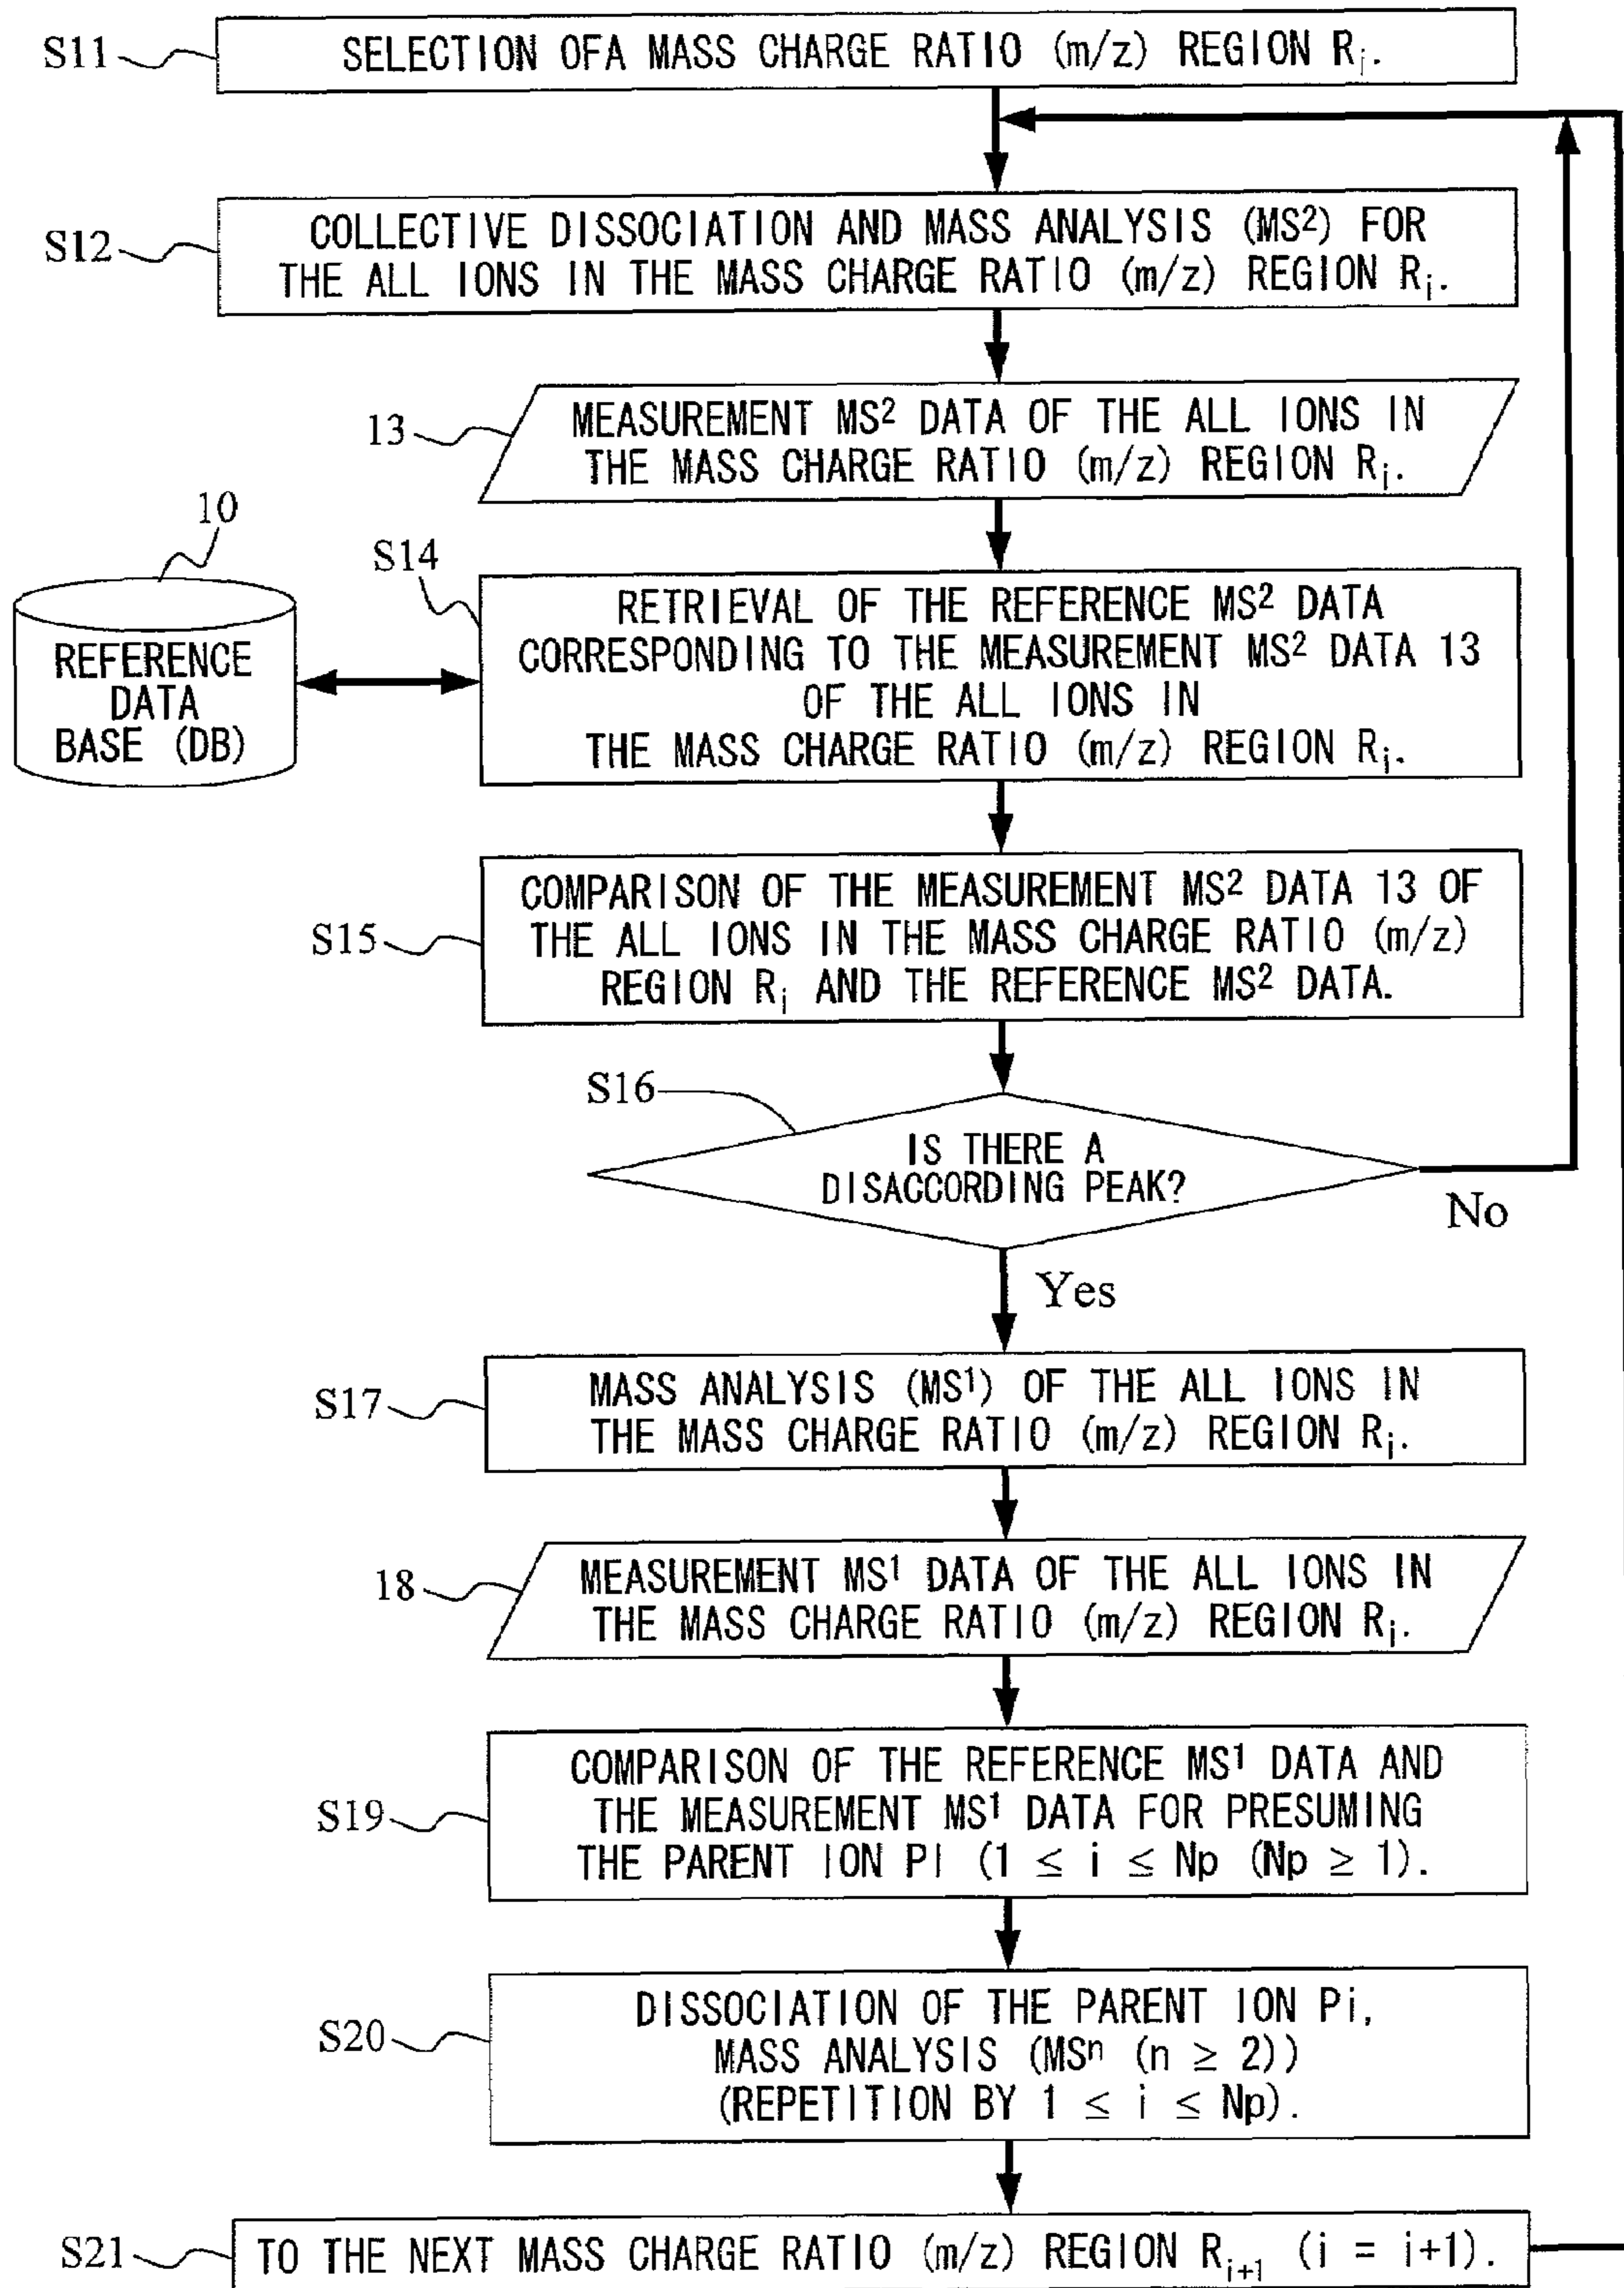 S11
SELECTION OFA MASS CHARGE RATIO (m/z) REGION Rᵢ.
S12
COLLECTIVE DISSOCIATION AND MASS ANALYSIS (MS²) FOR
THE ALL IONS IN THE MASS CHARGE RATIO (m/z) REGION Rᵢ.
13
MEASUREMENT MS² DATA OF THE ALL IONS IN
THE MASS CHARGE RATIO (m/z) REGION Rᵢ.
10
REFERENCE
DATA
BASE (DB)
S14
RETRIEVAL OF THE REFERENCE MS² DATA
CORRESPONDING TO THE MEASUREMENT MS² DATA 13
OF THE ALL IONS IN
THE MASS CHARGE RATIO (m/z) REGION Rᵢ.
S15
COMPARISON OF THE MEASUREMENT MS² DATA 13 OF
THE ALL IONS IN THE MASS CHARGE RATIO (m/z)
REGION Rᵢ AND THE REFERENCE MS² DATA.
S16
IS THERE A
DISACCORDING PEAK?
No
Yes
S17
MASS ANALYSIS (MS¹) OF THE ALL IONS IN
THE MASS CHARGE RATIO (m/z) REGION Rᵢ.
18
MEASUREMENT MS¹ DATA OF THE ALL IONS IN
THE MASS CHARGE RATIO (m/z) REGION Rᵢ.
S19
COMPARISON OF THE REFERENCE MS¹ DATA AND
THE MEASUREMENT MS¹ DATA FOR PRESUMING
THE PARENT ION PI (1 ≤ i ≤ Np (Np ≥ 1).
S20
DISSOCIATION OF THE PARENT ION Pi,
MASS ANALYSIS (MSⁿ (n ≥ 2))
(REPETITION BY 1 ≤ i ≤ Np).
S21
TO THE NEXT MASS CHARGE RATIO (m/z) REGION Rᵢ₊₁ (i = i+1).